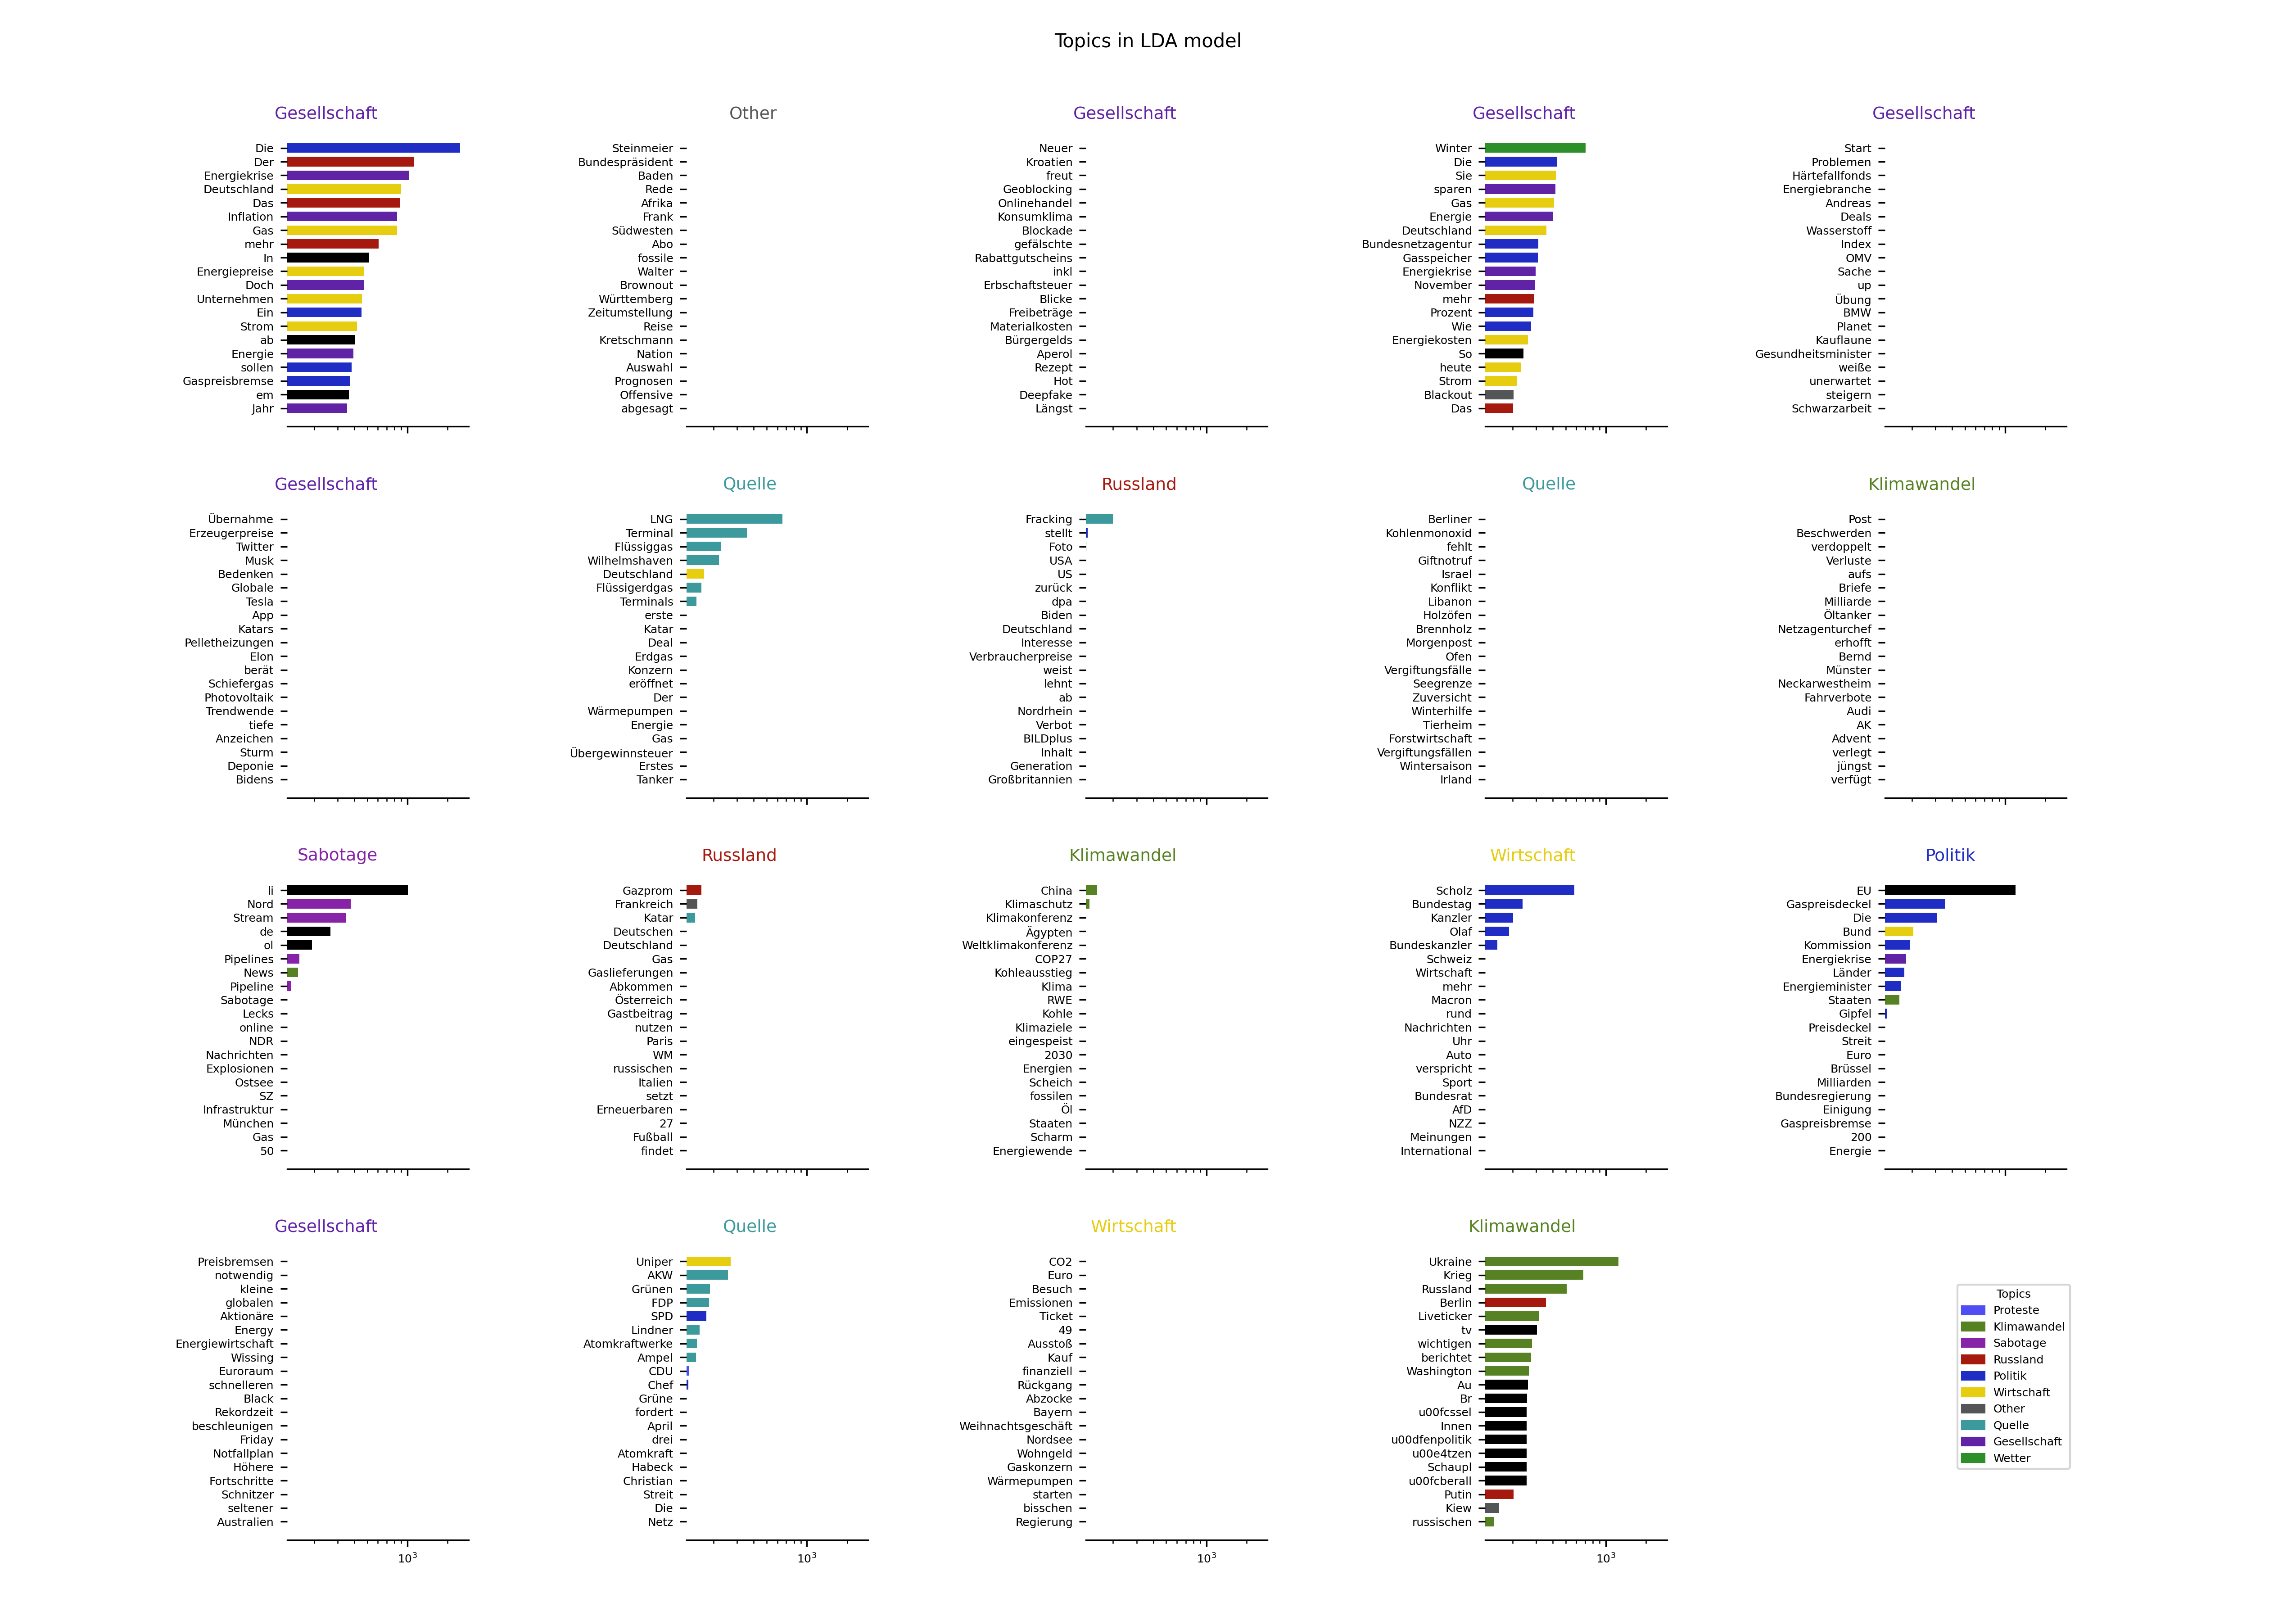 Topics in LDA model
Gesellschaft
Die
Der
Energiekrise
Deutschland
Das
Inflation
Gas
mehr
In
Energiepreise
Doch
Unternehmen
Ein
Strom
ab
Energie
sollen
Gaspreisbremse
em
Jahr
Other
Steinmeier
Bundespräsident
Baden
Rede
Afrika
Frank
Südwesten
Abo
fossile
Walter
Brownout
Württemberg
Zeitumstellung
Reise
Kretschmann
Nation
Auswahl
Prognosen
Offensive
abgesagt
Gesellschaft
Neuer
Kroatien
freut
Geoblocking
Onlinehandel
Konsumklima
Blockade
gefälschte
Rabattgutscheins
inkl
Erbschaftsteuer
Blicke
Freibeträge
Materialkosten
Bürgergelds
Aperol
Rezept
Hot
Deepfake
Längst
Gesellschaft
Winter
Die
Sie
sparen
Gas
Energie
Deutschland
Bundesnetzagentur
Gasspeicher
Energiekrise
November
mehr
Prozent
Wie
Energiekosten
So
heute
Strom
Blackout
Das
Gesellschaft
Start
Problemen
Härtefallfonds
Energiebranche
Andreas
Deals
Wasserstoff
Index
OMV
Sache
up
Übung
BMW
Planet
Kauflaune
Gesundheitsminister
weiße
unerwartet
steigern
Schwarzarbeit
Gesellschaft
Übernahme
Erzeugerpreise
Twitter
Musk
Bedenken
Globale
Tesla
App
Katars
Pelletheizungen
Elon
berät
Schiefergas
Photovoltaik
Trendwende
tiefe
Anzeichen
Sturm
Deponie
Bidens
Quelle
LNG
Terminal
Flüssiggas
Wilhelmshaven
Deutschland
Flüssigerdgas
Terminals
erste
Katar
Deal
Erdgas
Konzern
eröffnet
Der
Wärmepumpen
Energie
Gas
Übergewinnsteuer
Erstes
Tanker
Russland
Fracking
stellt
Foto
USA
US
zurück
dpa
Biden
Deutschland
Interesse
Verbraucherpreise
weist
lehnt
ab
Nordrhein
Verbot
BILDplus
Inhalt
Generation
Großbritannien
Quelle
Berliner
Kohlenmonoxid
fehlt
Giftnotruf
Israel
Konflikt
Libanon
Holzöfen
Brennholz
Morgenpost
Ofen
Vergiftungsfälle
Seegrenze
Zuversicht
Winterhilfe
Tierheim
Forstwirtschaft
Vergiftungsfällen
Wintersaison
Irland
Klimawandel
Post
Beschwerden
verdoppelt
Verluste
aufs
Briefe
Milliarde
Öltanker
Netzagenturchef
erhofft
Bernd
Münster
Neckarwestheim
Fahrverbote
Audi
AK
Advent
verlegt
jüngst
verfügt
Sabotage
li
Nord
Stream
de
ol
Pipelines
News
Pipeline
Sabotage
Lecks
online
NDR
Nachrichten
Explosionen
Ostsee
SZ
Infrastruktur
München
Gas
50
Russland
Gazprom
Frankreich
Katar
Deutschen
Deutschland
Gas
Gaslieferungen
Abkommen
Österreich
Gastbeitrag
nutzen
Paris
WM
russischen
Italien
setzt
Erneuerbaren
27
Fußball
findet
Klimawandel
China
Klimaschutz
Klimakonferenz
Ägypten
Weltklimakonferenz
COP27
Kohleausstieg
Klima
RWE
Kohle
Klimaziele
eingespeist
2030
Energien
Scheich
fossilen
Öl
Staaten
Scharm
Energiewende
Wirtschaft
Scholz
Bundestag
Kanzler
Olaf
Bundeskanzler
Schweiz
Wirtschaft
mehr
Macron
rund
Nachrichten
Uhr
Auto
verspricht
Sport
Bundesrat
AfD
NZZ
Meinungen
International
Politik
EU
Gaspreisdeckel
Die
Bund
Kommission
Energiekrise
Länder
Energieminister
Staaten
Gipfel
Preisdeckel
Streit
Euro
Brüssel
Milliarden
Bundesregierung
Einigung
Gaspreisbremse
200
Energie
Gesellschaft
Preisbremsen
notwendig
kleine
globalen
Aktionäre
Energy
Energiewirtschaft
Wissing
Euroraum
schnelleren
Black
Rekordzeit
beschleunigen
Friday
Notfallplan
Höhere
Fortschritte
Schnitzer
seltener
Australien
10³
Quelle
Uniper
AKW
Grünen
FDP
SPD
Lindner
Atomkraftwerke
Ampel
CDU
Chef
Grüne
fordert
April
drei
Atomkraft
Habeck
Christian
Streit
Die
Netz
10³
Wirtschaft
CO2
Euro
Besuch
Emissionen
Ticket
49
Ausstoß
Kauf
finanziell
Rückgang
Abzocke
Bayern
Weihnachtsgeschäft
Nordsee
Wohngeld
Gaskonzern
Wärmepumpen
starten
bisschen
Regierung
10³
Klimawandel
Ukraine
Krieg
Russland
Berlin
Liveticker
tv
wichtigen
berichtet
Washington
Au
Br
u00fcssel
Innen
u00dfenpolitik
u00e4tzen
Schaupl
u00fcberall
Putin
Kiew
russischen
10³
Topics
Proteste
Klimawandel
Sabotage
Russland
Politik
Wirtschaft
Other
Quelle
Gesellschaft
Wetter